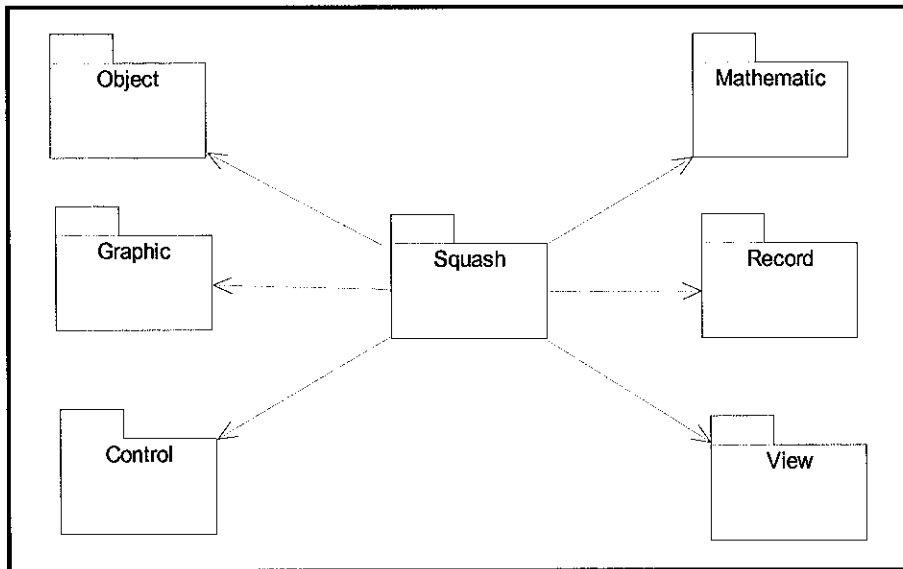 Object
Mathematic
Graphic
Squash
Record
Control
View